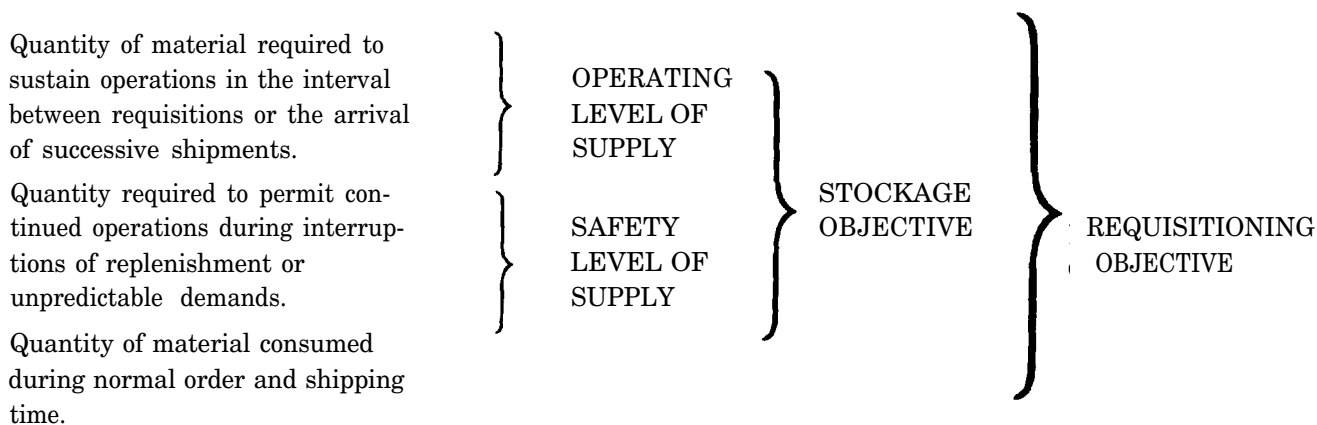 Quantity of material required to
sustain operations in the interval
between requisitions or the arrival
of successive shipments.
OPERATING
LEVEL OF
SUPPLY
Quantity required to permit con-
tinued operations during interrup-
tions of replenishment or
unpredictable demands.
SAFETY
LEVEL OF
SUPPLY
STOCKAGE
OBJECTIVE
Quantity of material consumed
during normal order and shipping
time.
REQUISITIONING
OBJECTIVE